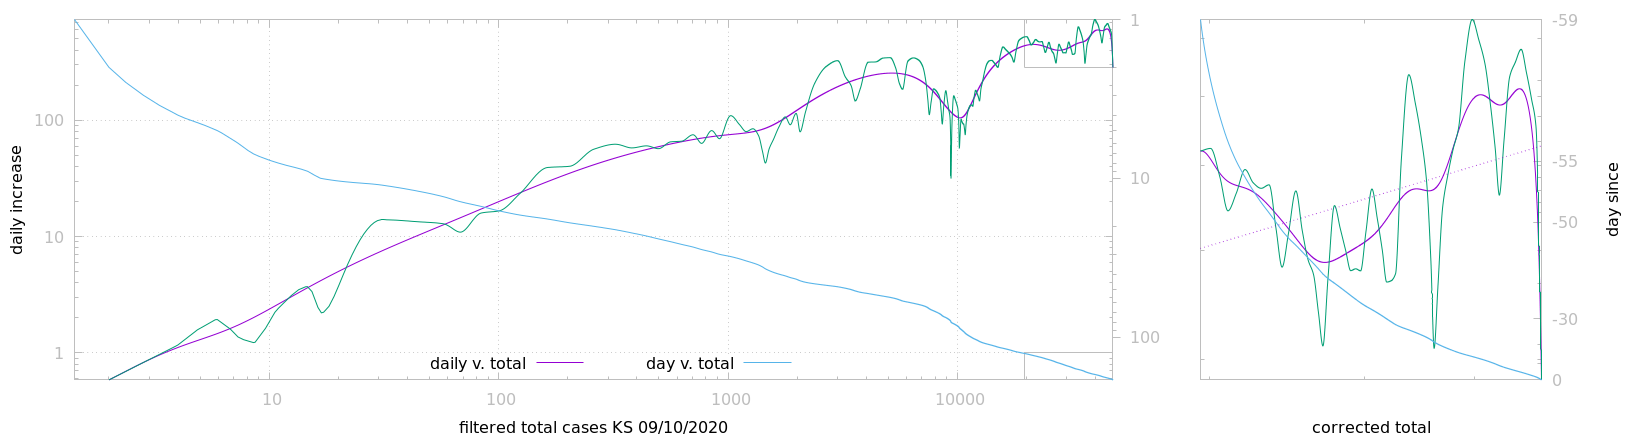 daily increase
100
10
1
daily v. total
day v. total
10
100
1000
10000
filtered total cases KS 09/10/2020
1
10
100
-59
-55
-50
-30
0
day since
corrected total